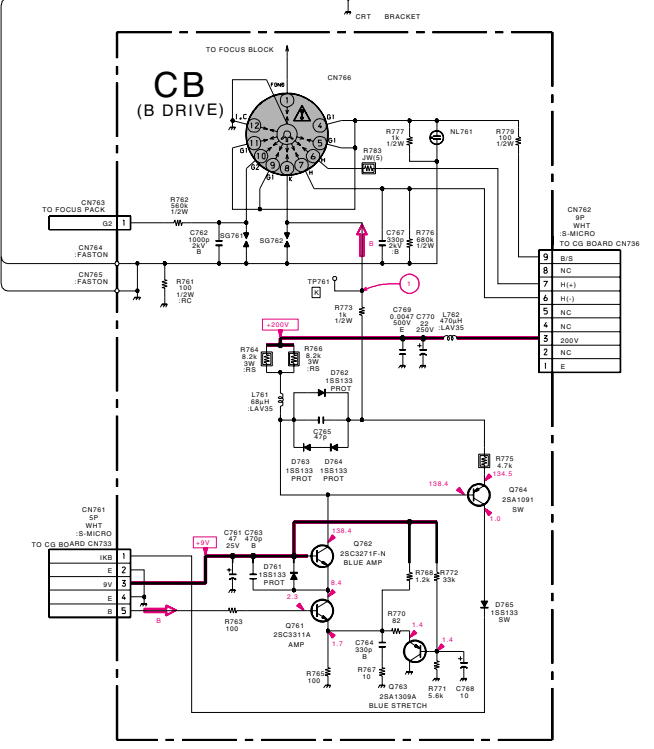 CRT BRACKET
TO FOCUS BLOCK
CB
(B DRIVE)
CN766
FGND
1
I+C
12
4
G1
11
5
G1
10
6
H
G1
G2
9
8
7
G1
K
H
R783
JW(5)
R777
1k
1/2W
NL761
R779
100
1/2W
CN763
TO FOCUS PACK
G2 1
R762
560k
1/2W
C762
1000p
2kV
B
SG761
SG762
B
C767
330p
2kV
:B
R776
680k
1/2W
CN764
:FASTON
CN765
:FASTON
R761
100
1/2W
:RC
TP761
K
1
R773
1k
1/2W
CN762
9P
WHT
:S-MICRO
TO CG BOARD CN736
9 B/S
8 NC
7 H(+)
6 H(-)
5 NC
4 NC
3 200V
2 NC
1 E
+200V
C769
0.0047
500V
E
C770
22
250V
L762
470µH
:LAV35
R764
8.2k
3W
:RS
R766
8.2k
3W
:RS
L761
68µH
:LAV35
D762
1SS133
PROT
C765
47p
D763
1SS133
PROT
D764
1SS133
PROT
R775
4.7k
134.5
138.4
Q764
2SA1091
SW
1.0
CN761
5P
WHT
:S-MICRO
TO CG BOARD CN733
IKB 1
E 2
9V 3
E 4
B 5
B
+9V
C761
47
25V
C763
470p
B
D761
1SS133
PROT
138.4
Q762
2SC3271F-N
BLUE AMP
8.4
2.3
R763
100
Q761
2SC3311A
AMP
1.7
R765
100
R768
1.2k
R772
33k
R770
82
1.4
1.4
C764
330p
B
R767
10
Q763
2SA1309A
BLUE STRETCH
R771
5.6k
C768
10
D765
1SS133
SW